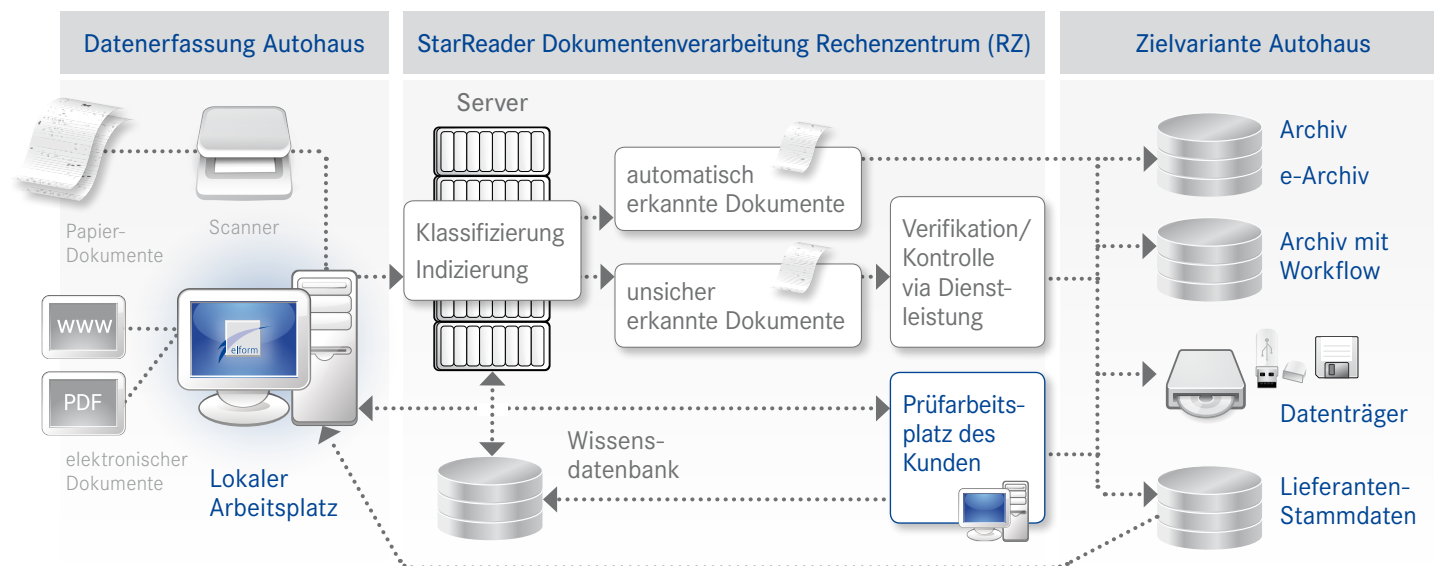 Datenerfassung Autohaus
StarReader Dokumentenverarbeitung Rechenzentrum (RZ)
Zielvariante Autohaus
Papier-
Dokumente
Scanner
www
PDF
elektronischer
Dokumente
elform
Lokaler
Arbeitsplatz
Server
Klassifizierung
Indizierung
automatisch
erkannte Dokumente
unsicher
erkannte Dokumente
Verifikation/
Kontrolle
via Dienst-
leistung
Prüfarbeits-
platz des
Kunden
Wissens-
datenbank
Archiv
e-Archiv
Archiv mit
Workflow
Datenträger
Lieferanten-
Stammdaten